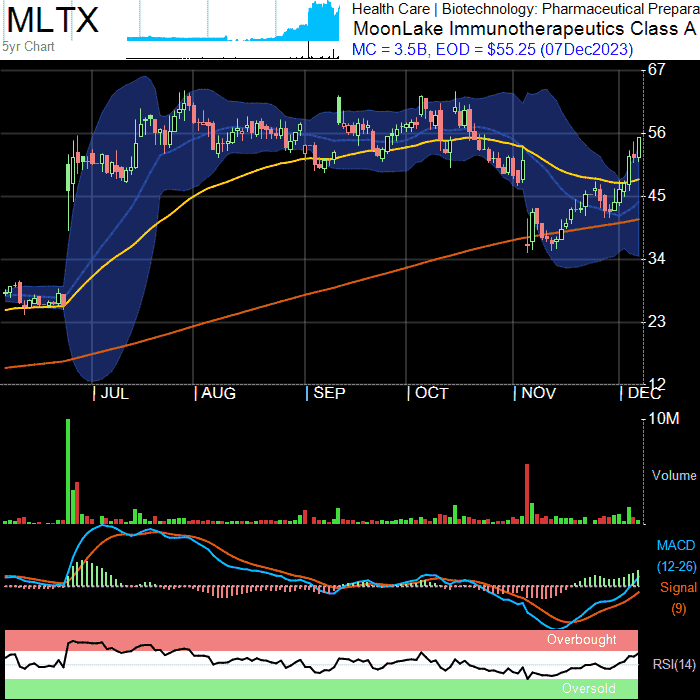 MLTX
5yr Chart
Health Care | Biotechnology: Pharmaceutical Prepara
MoonLake Immunotherapeutics Class A
MC = 3.5B, EOD = $55.25 (07Dec2023)
67
56
45
34
23
12
JUL
AUG
SEP
OCT
NOV
DEC
10M
Volume
MACD
(12-26)
Signal
(9)
Overbought
RSI(14)
Oversold